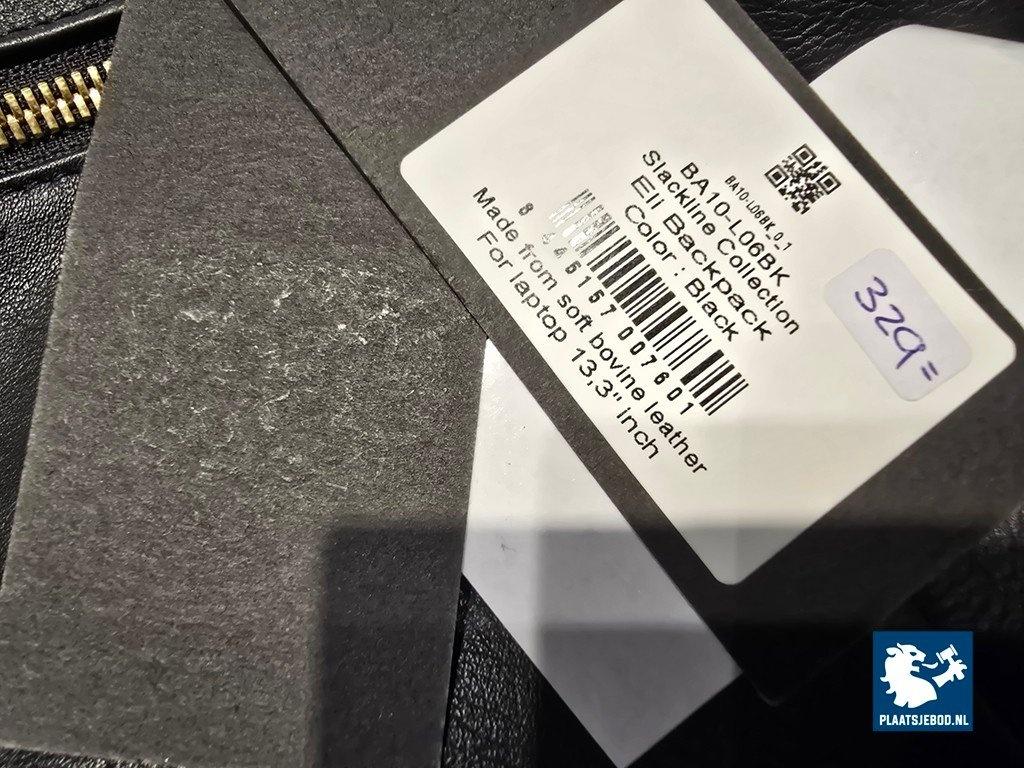 BA10-L06BK_0_1
BA10-L06BK
Slackline Collection
Eli Backpack
Color : Black
Made from soft bovine leather
For laptop 13,3" inch
329=
PLAATSJEBOD.NL